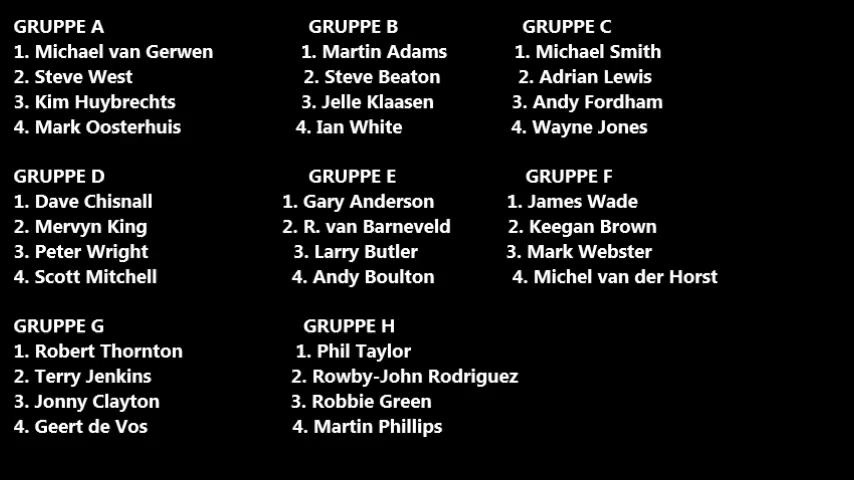 GRUPPE A
1. Michael van Gerwen
2. Steve West
3. Kim Huybrechts
4. Mark Oosterhuis
GRUPPE B
1. Martin Adams
2. Steve Beaton
3. Jelle Klaasen
4. Ian White
GRUPPE C
1. Michael Smith
2. Adrian Lewis
3. Andy Fordham
4. Wayne Jones
GRUPPE D
1. Dave Chisnall
2. Mervyn King
3. Peter Wright
4. Scott Mitchell
GRUPPE E
1. Gary Anderson
2. R. van Barneveld
3. Larry Butler
4. Andy Boulton
GRUPPE F
1. James Wade
2. Keegan Brown
3. Mark Webster
4. Michel van der Horst
GRUPPE G
1. Robert Thornton
2. Terry Jenkins
3. Jonny Clayton
4. Geert de Vos
GRUPPE H
1. Phil Taylor
2. Rowby-John Rodriguez
3. Robbie Green
4. Martin Phillips